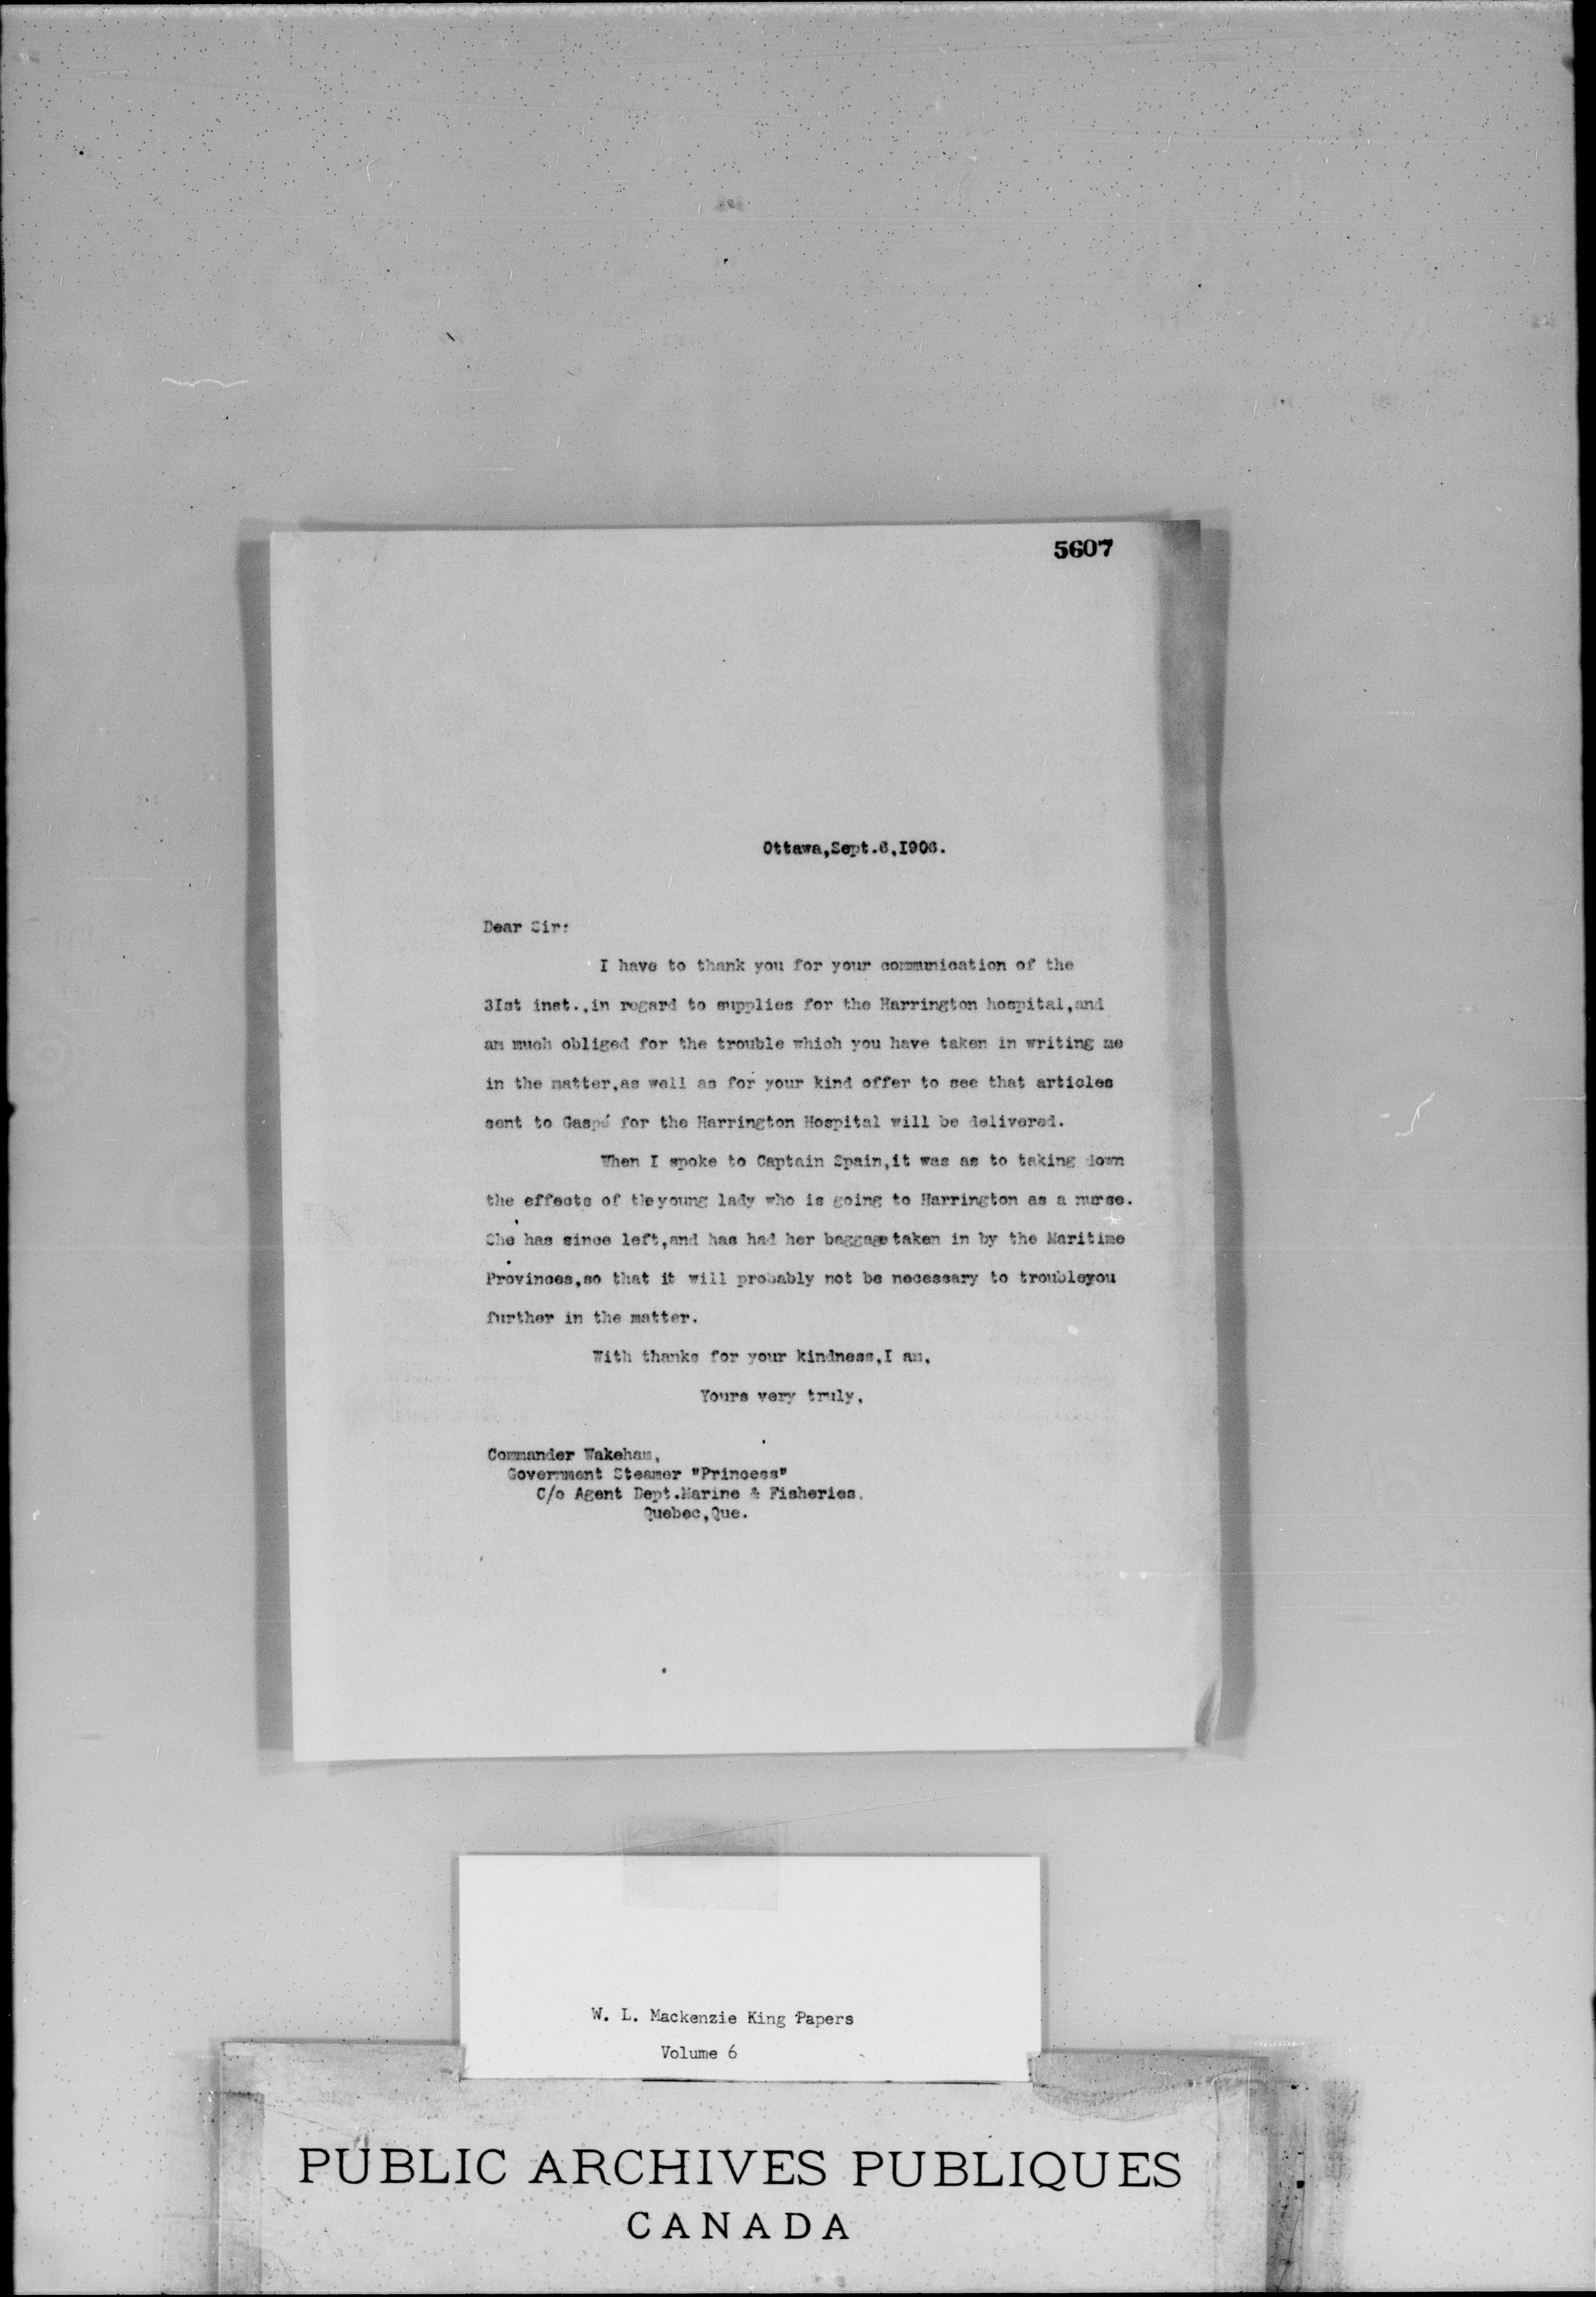 5607
Ottawa,Sept.6,I906.
Dear Sir:
I have to thank you for your communication of the
3Ist inst.,in regard to supplies for the Harrington hospital,and
am much obliged for the trouble which you have taken in writing me
in the matter,as well as for your kind offer to see that articles
sent to Gaspé for the Harrington Hospital will be delivered.
When I spoke to Captain Spain,it was as to taking down
the effects of the young lady who is going to Harrington as a nurse.
She has since left,and has had her baggage taken in by the Maritime
Provinces,so that it will probably not be necessary to troubleyou
further in the matter.
With thanks for your kindness,I am,
Yours very truly,
Commander Wakeham,
Government Steamer "Princess"
C/o Agent Dept.Marine & Fisheries,
Quebec,Que.
W. L. Mackenzie King Papers
Volume 6
PUBLIC ARCHIVES PUBLIQUES
CANADA